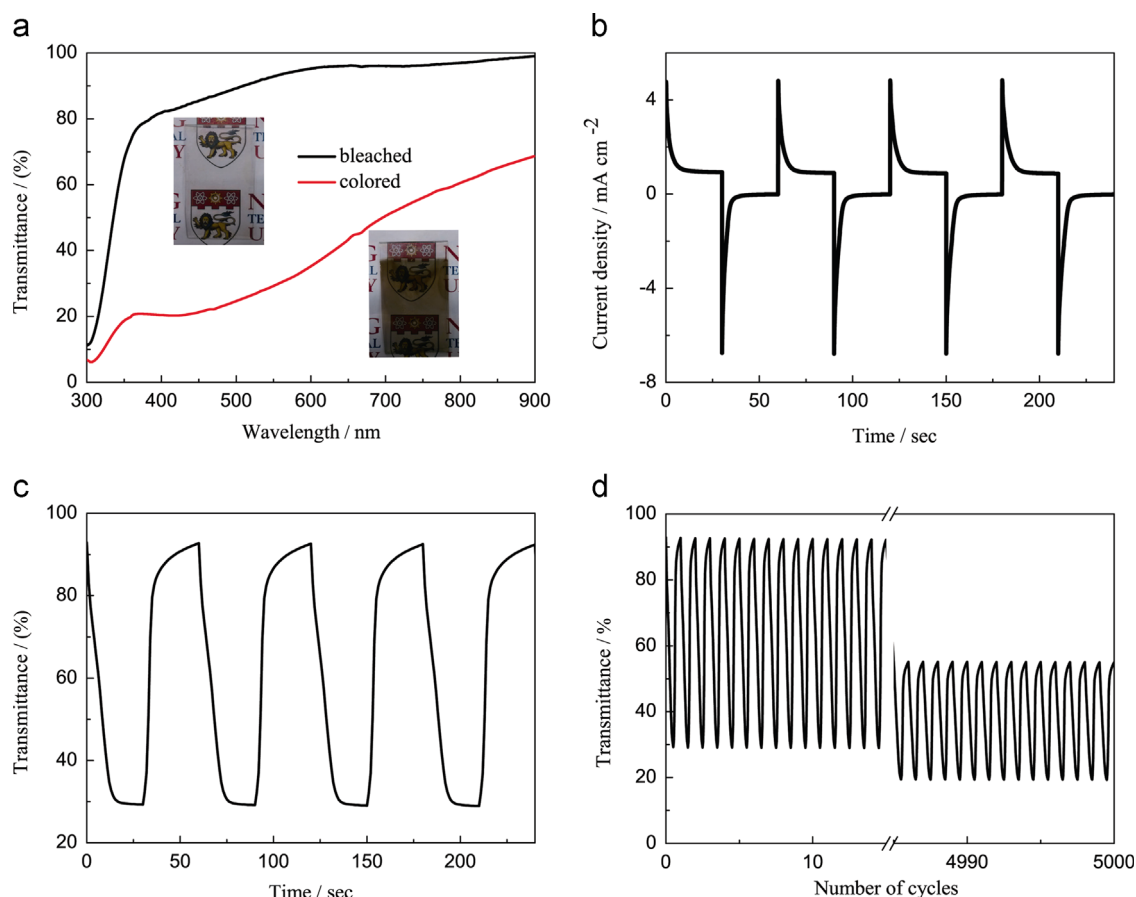 a
100
80
60
40
20
0
Transmittance / (%)
300 400 500 600 700 800 900
Wavelength / nm
bleached
colored
G N
AL TE
Y U
G N
TE
Y U
b
4
0
-4
-8
Current density / mA cm⁻²
0 50 100 150 200
Time / sec
c
100
80
60
40
20
Transmittance / (%)
0 50 100 150 200
Time / sec
d
100
80
60
40
20
0
Transmittance / %
0 10 4990 5000
Number of cycles